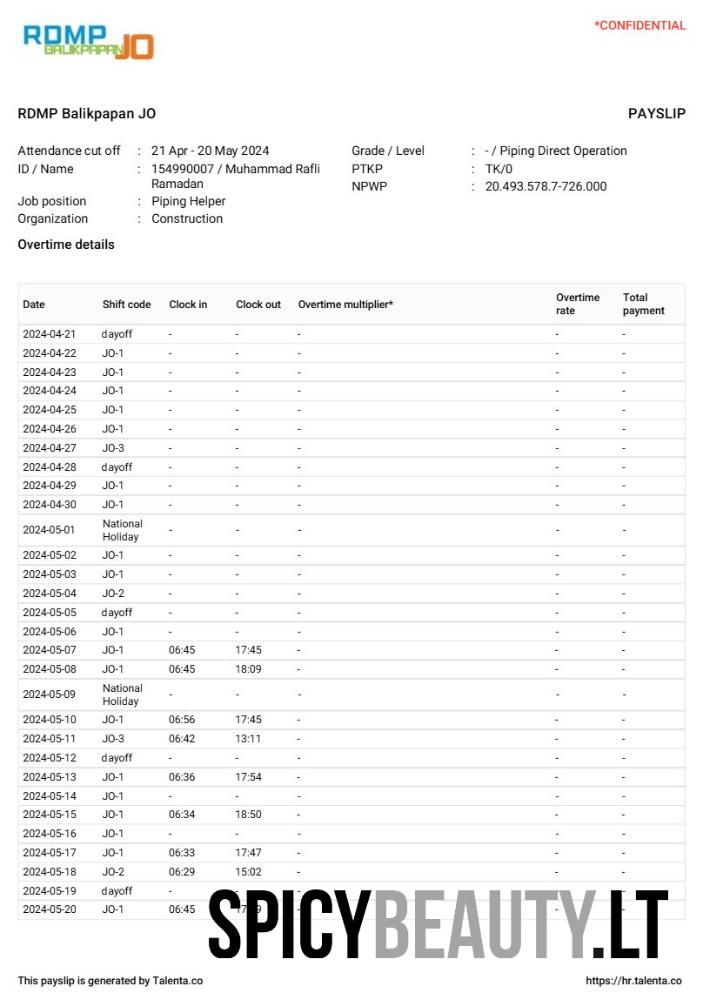 RDMP
BALIKPAPAN JO
*CONFIDENTIAL
RDMP Balikpapan JO PAYSLIP
Attendance cut off : 21 Apr - 20 May 2024 Grade / Level : - / Piping Direct Operation
ID / Name : 154990007 / Muhammad Rafli PTKP : TK/0
Ramadan NPWP : 20.493.578.7-726.000
Job position : Piping Helper
Organization : Construction
Overtime details
Date Shift code Clock in Clock out Overtime multiplier* Overtime rate Total payment
2024-04-21 dayoff - - - - -
2024-04-22 JO-1 - - - - -
2024-04-23 JO-1 - - - - -
2024-04-24 JO-1 - - - - -
2024-04-25 JO-1 - - - - -
2024-04-26 JO-1 - - - - -
2024-04-27 JO-3 - - - - -
2024-04-28 dayoff - - - - -
2024-04-29 JO-1 - - - - -
2024-04-30 JO-1 - - - - -
2024-05-01 National Holiday - - - - -
2024-05-02 JO-1 - - - - -
2024-05-03 JO-1 - - - - -
2024-05-04 JO-2 - - - - -
2024-05-05 dayoff - - - - -
2024-05-06 JO-1 - - - - -
2024-05-07 JO-1 06:45 17:45 - - -
2024-05-08 JO-1 06:45 18:09 - - -
2024-05-09 National Holiday - - - - -
2024-05-10 JO-1 06:56 17:45 - - -
2024-05-11 JO-3 06:42 13:11 - - -
2024-05-12 dayoff - - - - -
2024-05-13 JO-1 06:36 17:54 - - -
2024-05-14 JO-1 - - - - -
2024-05-15 JO-1 06:34 18:50 - - -
2024-05-16 JO-1 - - - - -
2024-05-17 JO-1 06:33 17:47 - - -
2024-05-18 JO-2 06:29 15:02 - - -
2024-05-19 dayoff - - - - -
2024-05-20 JO-1 06:45 - -
SPICYBEAUTY.LT
This payslip is generated by Talenta.co https://hr.talenta.co